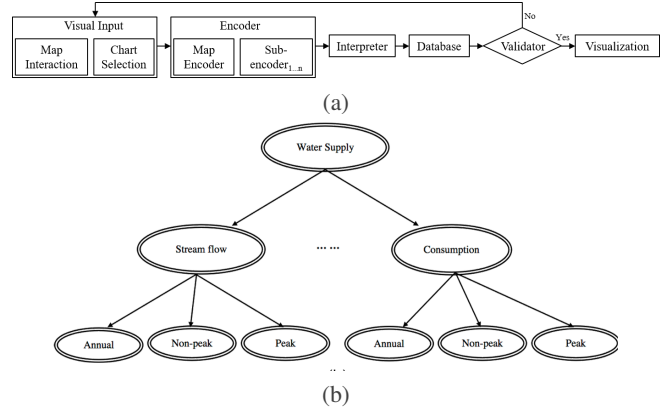 No
Visual Input
Map
Interaction
Chart
Selection
Encoder
Map
Encoder
Sub-
encoder1...n
Interpreter
Database
Validator
Yes
Visualization
(a)
Water Supply
Stream flow
... ...
Consumption
Annual
Non-peak
Peak
Annual
Non-peak
Peak
(b)